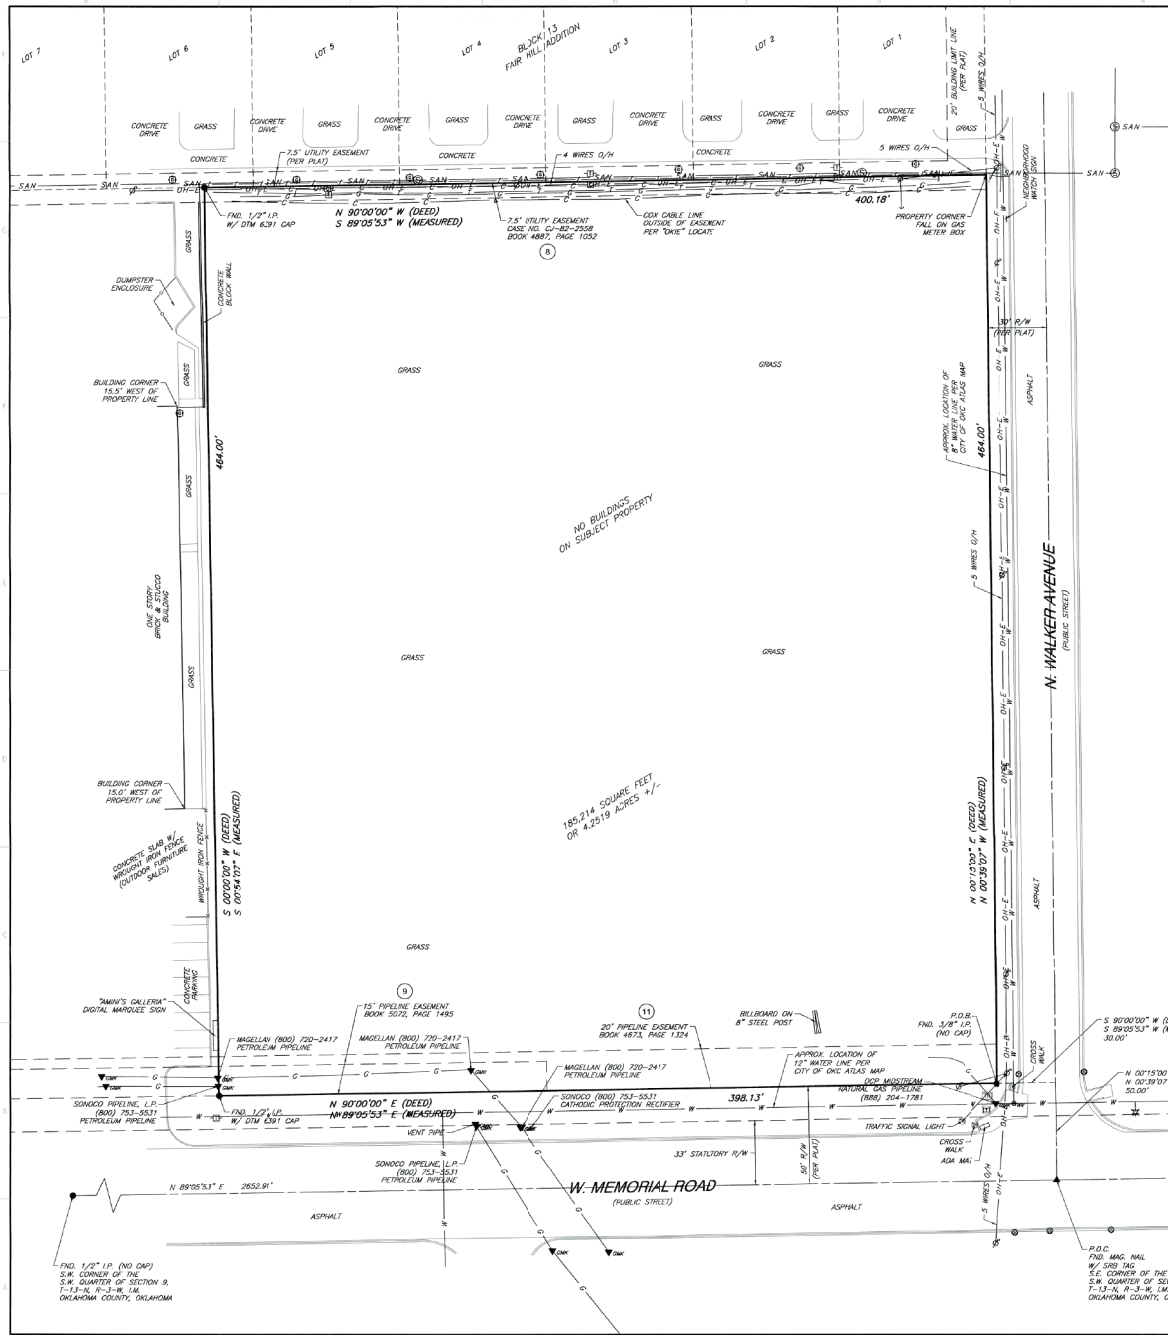 LOT 7
LOT 6
LOT 5
LOT 4
BLOCK 13
FAIR HILL ADDITION
LOT 3
LOT 2
LOT 1
20' BUILDING LIMIT LINE
(PER PLAT)
5 WIRES O/H
CONCRETE
DRIVE
GRASS
CONCRETE
DRIVE
GRASS
CONCRETE
DRIVE
GRASS
CONCRETE
DRIVE
GRASS
CONCRETE
DRIVE
GRASS
CONCRETE
DRIVE
GRASS
CONCRETE
DRIVE
GRASS
SAN
CONCRETE
7.5' UTILITY EASEMENT
(PER PLAT)
CONCRETE
4 WIRES O/H
CONCRETE
5 WIRES O/H
NEIGHBORHOOD
WATCH SIGN
FND. 1/2" I.P.
W/ DTM 6391 CAP
N 90°00'00" W (DEED)
S 89°05'53" W (MEASURED)
7.5' UTILITY EASEMENT
CASE NO. CJ-82-2558
BOOK 4887, PAGE 1052
8
COX CABLE LINE
OUTSIDE OF EASEMENT
PER "OKIE" LOCATE
400.18'
PROPERTY CORNER
FALL ON GAS
METER BOX
GRASS
DUMPSTER
ENCLOSURE
CONCRETE
BLOCK WALL
30' R/W
(PER PLAT)
GRASS
BUILDING CORNER
15.5' WEST OF
PROPERTY LINE
GRASS
GRASS
ASPHALT
APPROX. LOCATION OF
8" WATER LINE PER
CITY OF OKC ATLAS MAP
464.00'
464.00'
GRASS
NO BUILDINGS
ON SUBJECT PROPERTY
5 WIRES O/H
N. WALKER AVENUE
(PUBLIC STREET)
ONE STORY
BRICK & STUCCO
BUILDING
GRASS
GRASS
GRASS
BUILDING CORNER
15.0' WEST OF
PROPERTY LINE
185,214 SQUARE FEET
OR 4.2519 ACRES +/-
CONCRETE SLAB W/
WROUGHT IRON FENCE
(OUTDOOR FURNITURE
SALES)
WROUGHT IRON FENCE
S 00°00'00" W (DEED)
S 00°54'07" E (MEASURED)
N 00°15'00" E (DEED)
N 00°39'07" W (MEASURED)
ASPHALT
GRASS
CONCRETE
PARKING
"AMINI'S GALLERIA"
DIGITAL MARQUEE SIGN
9
15' PIPELINE EASEMENT
BOOK 5072, PAGE 1495
11
20' PIPELINE EASEMENT
BOOK 4673, PAGE 1324
BILLBOARD ON
8" STEEL POST
P.O.B.
FND. 3/8" I.P.
(NO CAP)
S 90°00'00" W (D
S 89°05'53" W (M
30.00'
MAGELLAN (800) 720-2417
PETROLEUM PIPELINE
MAGELLAN (800) 720-2417
PETROLEUM PIPELINE
MAGELLAN (800) 720-2417
PETROLEUM PIPELINE
APPROX. LOCATION OF
12" WATER LINE PER
CITY OF OKC ATLAS MAP
CROSS
WALK
SONOCO PIPELINE, L.P.
(800) 753-5531
PETROLEUM PIPELINE
FND. 1/2" I.P.
W/ DTM 6391 CAP
N 90°00'00" E (DEED)
N 89°05'53" E (MEASURED)
SONOCO (800) 753-5531
CATHODIC PROTECTION RECTIFIER
398.13'
DCP MIDSTREAM
NATURAL GAS PIPELINE
(888) 204-1781
N 00°15'00
N 00°39'07
50.00'
VENT PIPE
TRAFFIC SIGNAL LIGHT
CROSS
WALK
ADA MAT
SONOCO PIPELINE, L.P.
(800) 753-5531
PETROLEUM PIPELINE
33' STATUTORY R/W
50' R/W
(PER PLAT)
N 89°05'53" E 2652.91'
W. MEMORIAL ROAD
(PUBLIC STREET)
5 WIRES O/H
ASPHALT
ASPHALT
FND. 1/2" I.P. (NO CAP)
S.W. CORNER OF THE
S.W. QUARTER OF SECTION 9,
T-13-N, R-3-W, I.M.
OKLAHOMA COUNTY, OKLAHOMA
P.O.C.
FND. MAG. NAIL
W/ SRB TAG
S.E. CORNER OF THE
S.W. QUARTER OF SE
T-13-N, R-3-W, I.M.
OKLAHOMA COUNTY, O